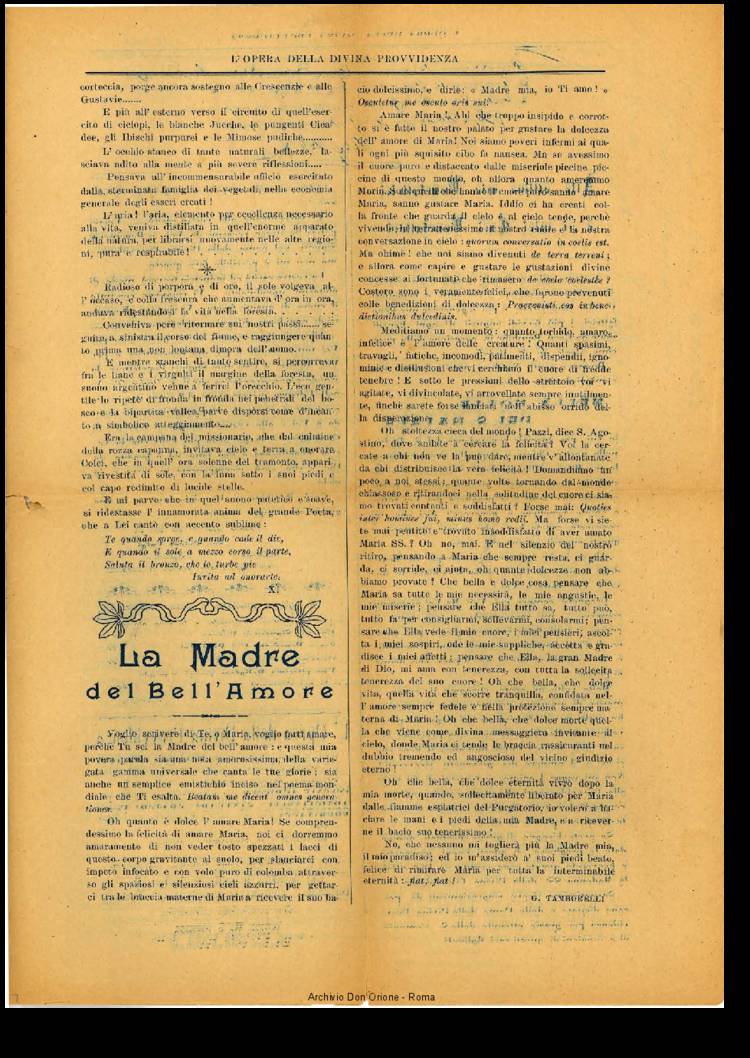 L'OPERA DELLA DIVINA PROVVIDENZA
corteccia, porge ancora sostegno alle Crescenzie e alle
Gustavie.......
E più all' esterno verso il circuito di quell'eser-
cito di ciclopi, le bianche Jucche, le pungenti Cica-
dee, gli Ibischi purpurei e le Mimose pudiche..........
L' occhio stanco di tante naturali bellezze, la-
sciava adito alla mente a più severe riflessioni.....
Pensava all' incommensurabile ufficio esercitato
dalla sterminata famiglia dei vegetali, nella economia
generale degli esseri creati !
L'aria ! l'aria, elemento per eccellenza necessario
alla vita, veniva distillata in quell'enorme apparato
della natura, per librarsi nuovamente nelle alte regio-
ni, pura e respirabile !
Radioso di porpora e di oro, il sole volgeva al-
l' occaso, e colla frescura che aumentava d' ora in ora,
andava ridestandosi la vita nella foresta.
Conveniva però ritornare sui nostri passi...... se-
guire a sinistra il corso del fiume, e raggiungere quan-
to prima una non lontana dimora dell'uomo.
E mentre stanchi di tanto sentire, si percorreva
fra le liane e i virgulti il margine della foresta, un
suono argentino venne a ferirci l'orecchio. L'eco gen-
tile lo ripetè di fronda in fronda nei penetrali del bo-
sco e la bipartita vallea parve disporsi come d'incan-
to a simbolico atteggiamento....
Era la campana del missionario, che dal culmine
della rozza capanna, invitava cielo e terra a onorare
Colei, che in quell' ora solenne del tramonto, appari-
va rivestita di sole, con la luna sotto i suoi piedi e
col capo redimito di lucide stelle.
E mi parve che in quel suono patetico e soave,
si ridestasse l' innamorata anima del grande Poeta,
che a Lei cantò con accento sublime :
Te quando sorge, e quando cade il die,
E quando il sole a mezzo corso il parte,
Saluta il bronzo, che le turbe pie
Invita ad onorarte.
X.
La Madre
del Bell'Amore
Voglio scrivere di Te, o Maria, voglio farti amare,
perchè Tu sei la Madre del bell'amore : e questa mia
povera parola sia una nota amorosissima della varie-
gata gamma universale che canta le tue glorie ; sia
anche un semplice emistichio inciso nel poema mon-
diale che Ti esalta. Beatam me dicent omnes genera-
tiones.
Oh quanto è dolce l' amare Maria! Se compren-
dessimo la felicità di amare Maria, noi ci dorremmo
amaramente di non veder tosto spezzati i lacci di
questo corpo gravitante al suolo, per slanciarci con
impeto infocato e con volo puro di colomba attraver-
so gli spaziosi e silenziosi cieli azzurri, per gettar-
ci tra le braccia materne di Maria a ricevere il suo ba-
cio dolcissimo, e dirle: « Madre mia, io Ti amo ! »
Osculetur me osculo oris sui.
Amare Maria ! Ahi che troppo insipido e corrot-
to si è fatto il nostro palato per gustare la dolcezza
dell' amore di Maria! Noi siamo poveri infermi ai qua-
li ogni più squisito cibo fa nausea. Ma se avessimo
il cuore puro e distaccato dalle miseriole piccine pic-
cine di questo mondo, oh allora quanto ameremmo
Maria. Solo quelli che hanno il cuore puro sanno amare
Maria, sanno gustare Maria. Iddio ci ha creati col-
la fronte che guarda il cielo e al cielo tende, perchè
vivendo in terra
conversazione in cielo : quorum conversatio in coelis est.
Ma ohimè ! che noi siamo divenuti de terra terreni ;
e allora come capire e gustare le gustazioni divine
concesse ai fortunati che rimasero de coelo coelestes ?
Costoro sono i veramente felici, che furono prevenuti
colle benedizioni di dolcezza : Praevenisti eos in bene-
dictionibus dulcedinis.
Meditiamo un momento : quanto torbido, amaro,
infelice è l'amore delle creature ! Quanti spasimi,
travagli, fatiche, incomodi, patimenti, dispendii, igno-
minie e disillusioni che vi cerchiano il cuore di fredde
tenebre ! E sotto le pressioni dello strettoio voi vi
agitate, vi divincolate, vi arrovellate sempre inutilmen-
te, finchè sarete forse lanciati nell' abisso orrido del-
la disperazione.
Oh stoltezza cieca del mondo ! Pazzi, dice S. Ago-
stino, dove andate a cercare la felicità ? Voi la cer-
cate a chi non ve la può dare, mentre v'allontanate
da chi distribuisce la vera felicità ! Domandiamo un
poco a noi stessi ; quante volte tornando dal mondo
chiassoso e ritirandoci nella solitudine del cuore ci sia-
mo trovati contenti e soddisfatti ? Forse mai: Quoties
inter homines fui, minus homo redii. Ma forse vi sie-
te mai pentito e trovato insoddisfatto di aver amato
Maria SS. ? Oh no, mai. E nel silenzio del nostro
ritiro, pensando a Maria che sempre resta, ci guar-
da, ci sorride, ci aiuta, oh quante dolcezze non ab-
biamo provate ! Che bella e dolce cosa pensare che
Maria sa tutte le mie necessità, le mie angustie, le
mie miserie ; pensare che Ella tutto sa, tutto può,
tutto fa per consigliarmi, sollevarmi, consolarmi; pen-
sare che Ella vede il mio cuore, i miei pensieri, ascol-
ta i miei sospiri, ode le mie suppliche, accetta e gra-
disce i miei affetti ; pensare che Ella, la gran Madre
di Dio, mi ama con tenerezza, con tutta la sollecita
tenerezza del suo cuore ! Oh che bella, che dolce
vita, quella vita che scorre tranquilla, confidata nel-
l' amore sempre fedele e nella protezione sempre ma-
terna di Maria ! Oh che bella, che dolce morte quel-
la che viene come divina messaggiera invitante al
cielo, donde Maria ci tende le braccia rassicuranti nel
dubbio tremendo ed angoscioso del vicino giudizio
eterno !
Oh che bella, che dolce eternità vivrò dopo la
mia morte, quando, sollecitamente liberato per Maria
dalle fiamme espiatrici del Purgatorio, io volerò a ba-
ciare le mani e i piedi della mia Madre, e a ricever-
ne il bacio suo tenerissimo !
No, che nessuno mi toglierà più la Madre mia,
il mio paradiso; ed io m'assiderò a' suoi piedi beato,
felice di rimirare Maria per tutta la interminabile
eternità : fiat, fiat !
G. TAMBORELLI
Archivio Don Orione - Roma